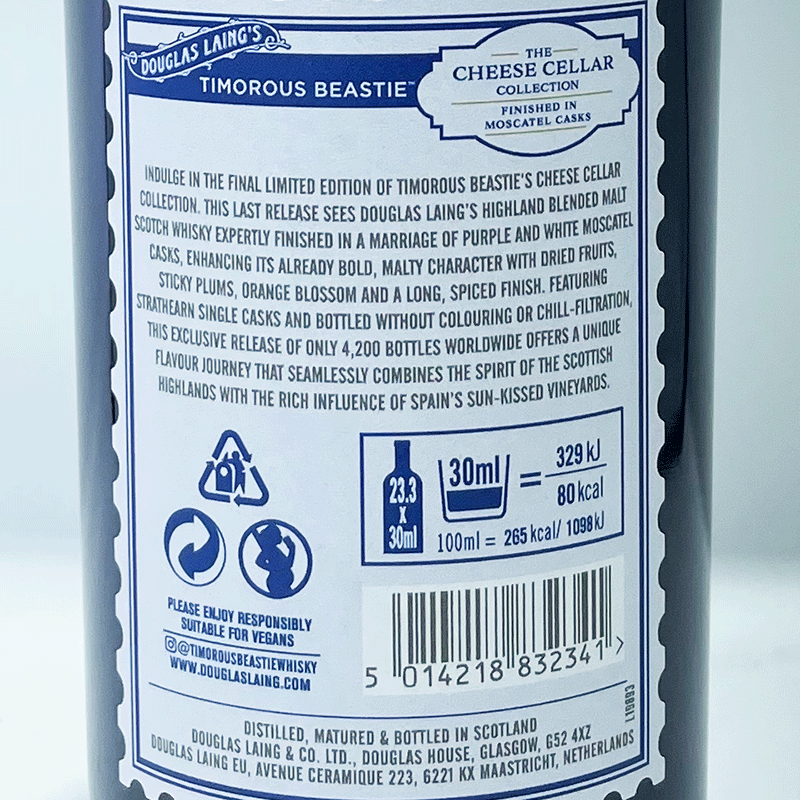 DOUGLAS LAING'S
TIMOROUS BEASTIE™
THE
CHEESE CELLAR
COLLECTION
FINISHED IN
MOSCATEL CASKS
INDULGE IN THE FINAL LIMITED EDITION OF TIMOROUS BEASTIE'S CHEESE CELLAR
COLLECTION. THIS LAST RELEASE SEES DOUGLAS LAING'S HIGHLAND BLENDED MALT
SCOTCH WHISKY EXPERTLY FINISHED IN A MARRIAGE OF PURPLE AND WHITE MOSCATEL
CASKS, ENHANCING ITS ALREADY BOLD, MALTY CHARACTER WITH DRIED FRUITS,
STICKY PLUMS, ORANGE BLOSSOM AND A LONG, SPICED FINISH. FEATURING
STRATHEARN SINGLE CASKS AND BOTTLED WITHOUT COLOURING OR CHILL-FILTRATION,
THIS EXCLUSIVE RELEASE OF ONLY 4,200 BOTTLES WORLDWIDE OFFERS A UNIQUE
FLAVOUR JOURNEY THAT SEAMLESSLY COMBINES THE SPIRIT OF THE SCOTTISH
HIGHLANDS WITH THE RICH INFLUENCE OF SPAIN'S SUN-KISSED VINEYARDS.
23.3
X
30ml
30ml
=
329 kJ
80 kcal
100ml = 265 kcal/ 1098 kJ
PLEASE ENJOY RESPONSIBLY
SUITABLE FOR VEGANS
@TIMOROUSBEASTIEWHISKY
WWW.DOUGLASLAING.COM
5 014218 832341 >
L19893
DISTILLED, MATURED & BOTTLED IN SCOTLAND
DOUGLAS LAING & CO. LTD., DOUGLAS HOUSE, GLASGOW, G52 4XZ
DOUGLAS LAING EU, AVENUE CERAMIQUE 223, 6221 KX MAASTRICHT, NETHERLANDS